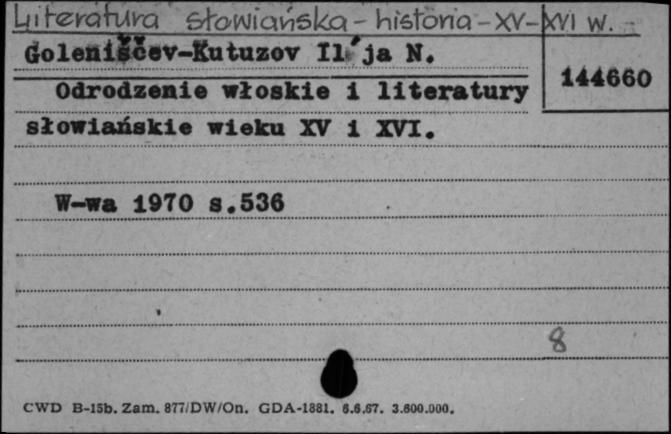 Literatura słowiańska - historia - XV-XVI w.
Goleniščev-Kutuzov Il'ja N.
144660
Odrodzenie włoskie i literatury
słowiańskie wieku XV i XVI.
W-wa 1970 s.536
8
CWD B-15b. Zam. 877/DW/On. GDA-1881. 6.6.67. 3.600.000.